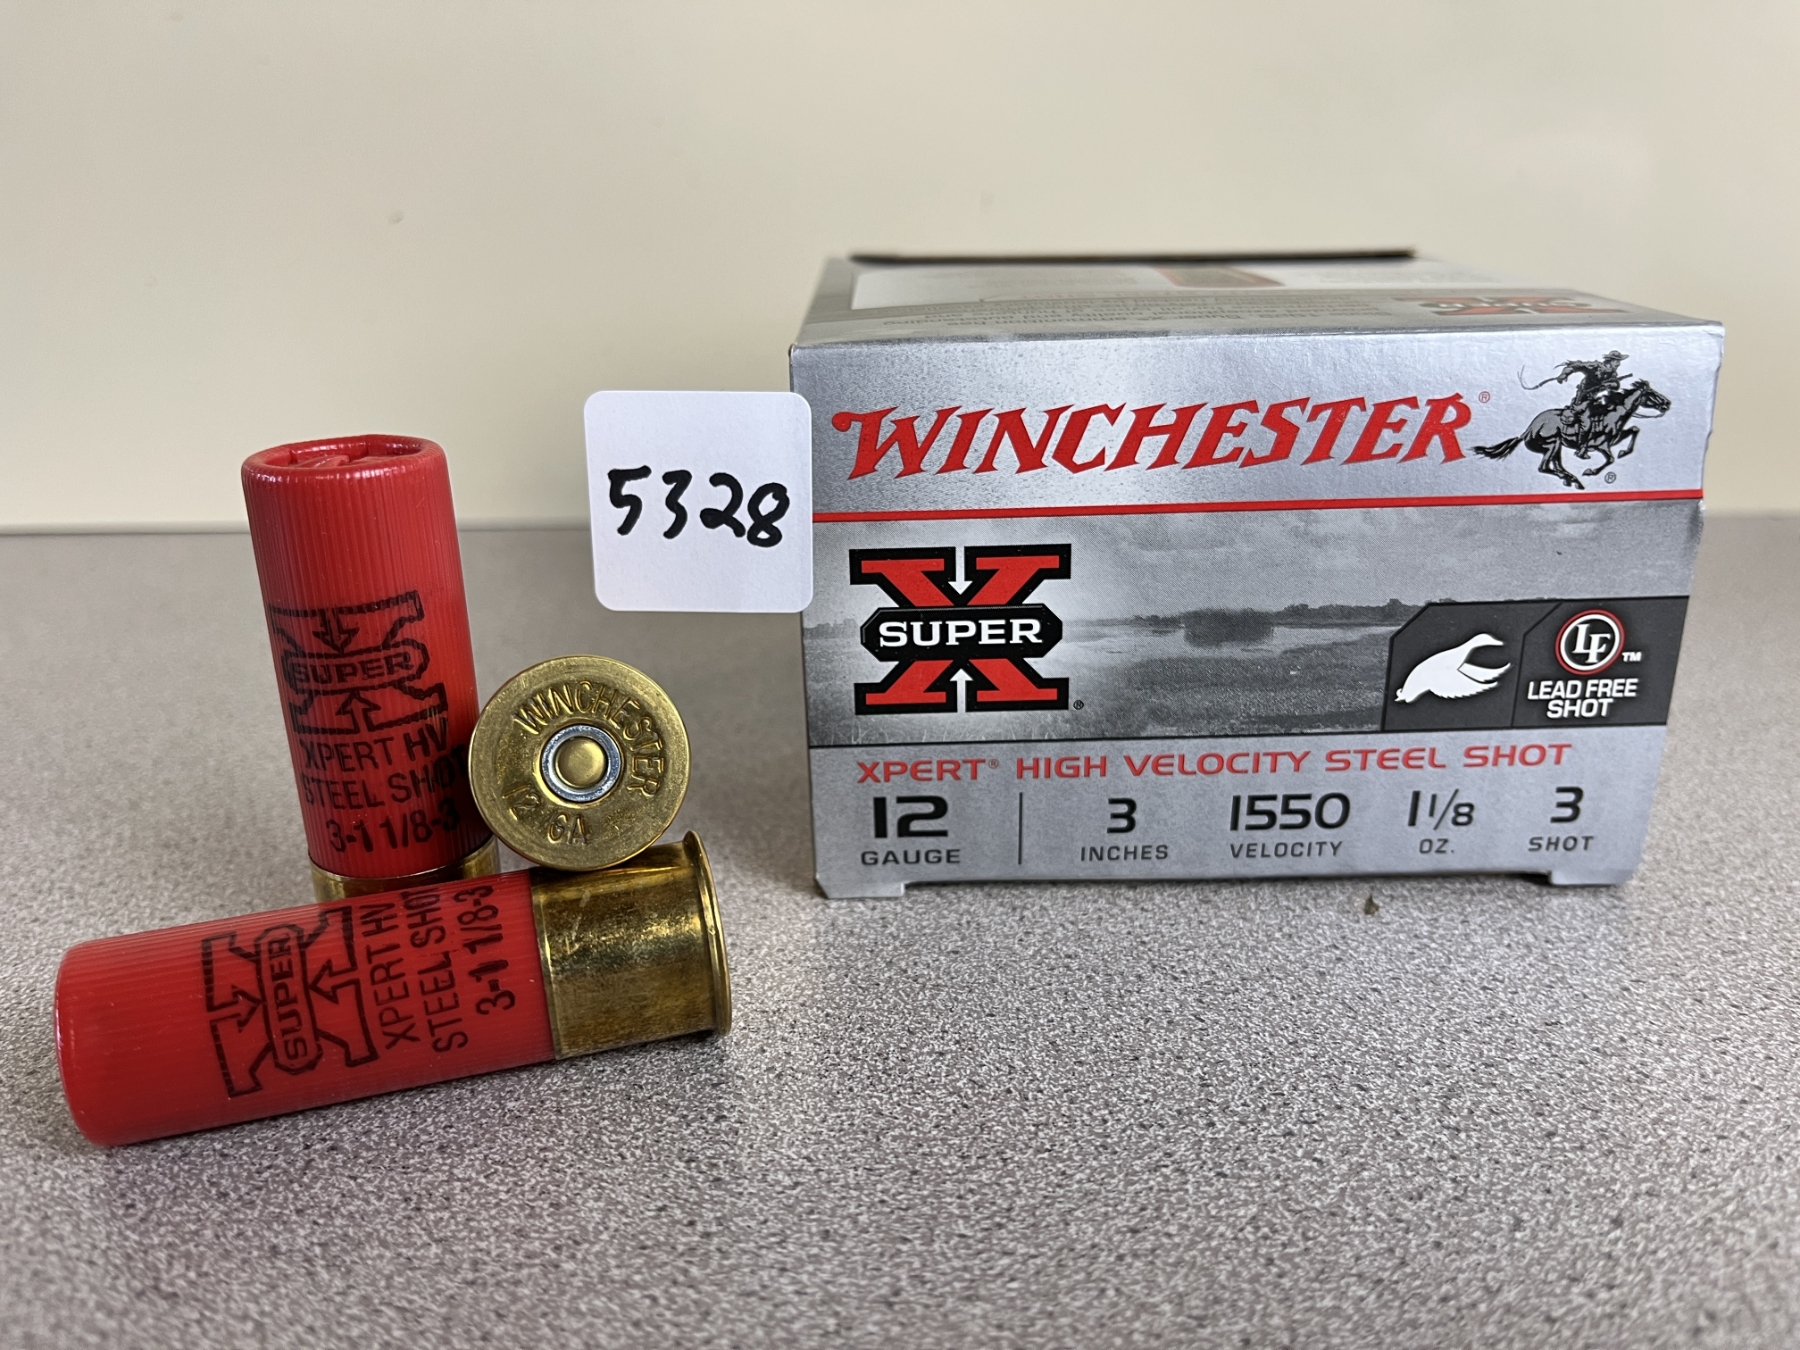 5328
WINCHESTER®
SUPER X®
LF™
LEAD FREE
SHOT
XPERT® HIGH VELOCITY STEEL SHOT
12 3 1550 1 1/8 3
GAUGE INCHES VELOCITY OZ. SHOT
SUPER X
XPERT HV
STEEL SHOT
3-1 1/8-3
WINCHESTER
12 GA
SUPER X
XPERT HV
STEEL SHOT
3-1 1/8-3